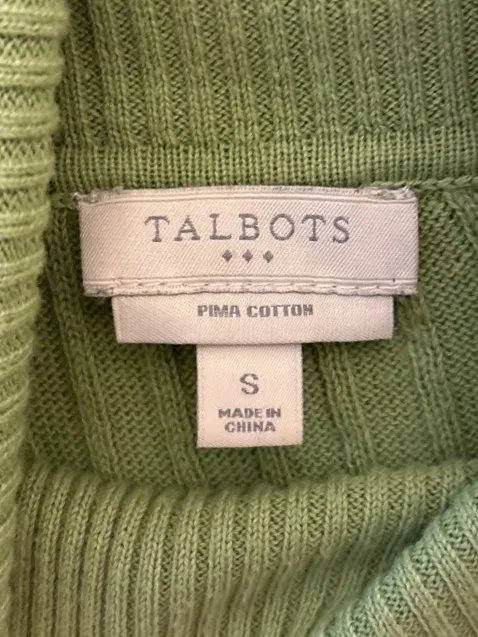 TALBOTS
PIMA COTTON
S
MADE IN
CHINA